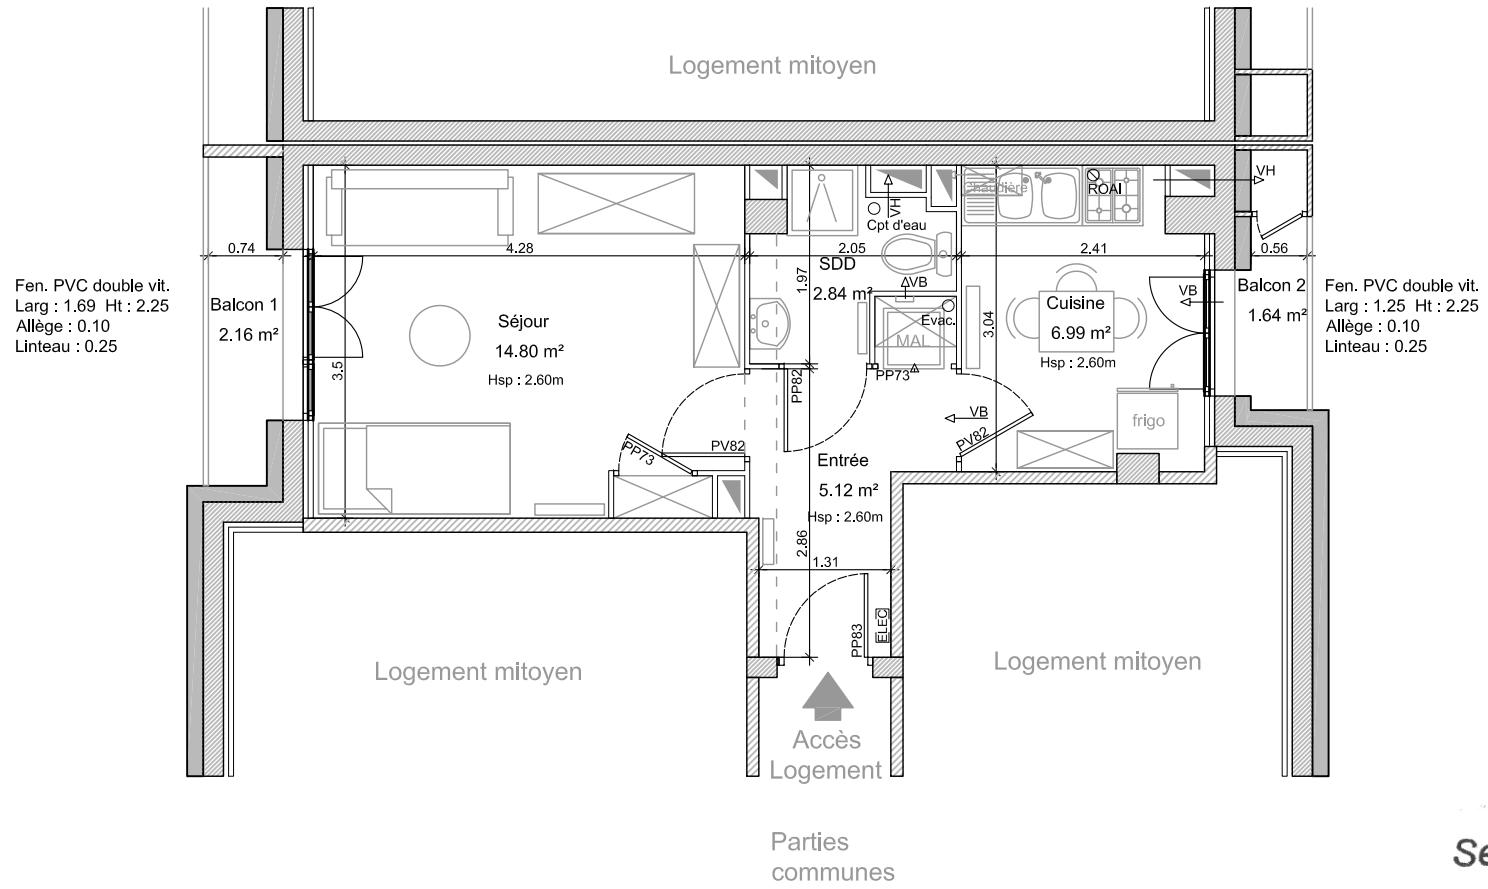 Logement mitoyen
VH
Chaudière
ROAI
VH
Cpt d'eau
0.74
4.28
2.05
2.41
0.56
SDD
2.84 m²
1.97
VB
VB
Fen. PVC double vit.
Larg : 1.69 Ht : 2.25
Allège : 0.10
Linteau : 0.25
Balcon 1
2.16 m²
Séjour
14.80 m²
Hsp : 2.60m
3.5
Evac.
MAL
3.04
Cuisine
6.99 m²
Hsp : 2.60m
Balcon 2
1.64 m²
Fen. PVC double vit.
Larg : 1.25 Ht : 2.25
Allège : 0.10
Linteau : 0.25
PP82
PP73
VB
frigo
PV82
PP73
PV82
Entrée
5.12 m²
Hsp : 2.60m
2.86
1.31
PP83
ELEC
Logement mitoyen
Logement mitoyen
Accès
Logement
Parties
communes